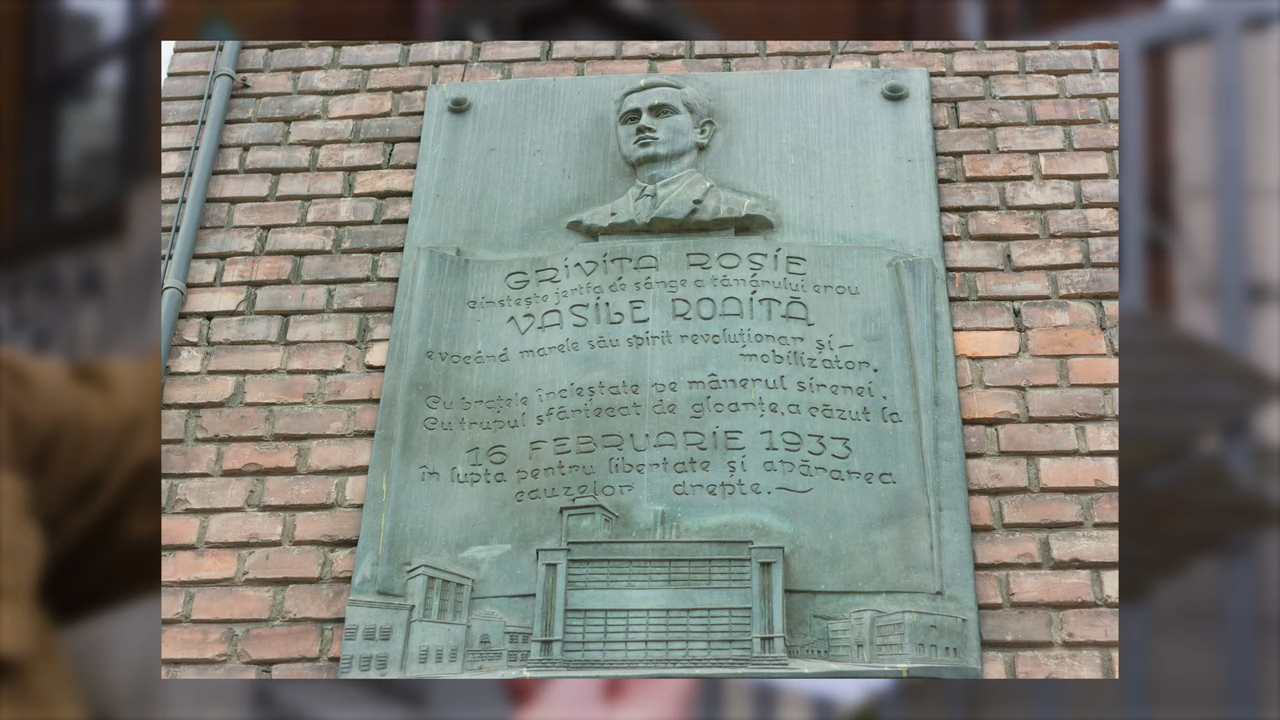 GRIVIȚA ROȘIE
cinstește jertfa de sânge a tânărului erou
VASILE ROAITĂ
evocând marele său spirit revoluționar și—
mobilizator.
Cu brațele încleștate pe mânerul sirenei,
Cu trupul sfârtecat de gloanțe, a căzut la
16 FEBRUARIE 1933
în lupta pentru libertate și apărarea
cauzelor drepte.—